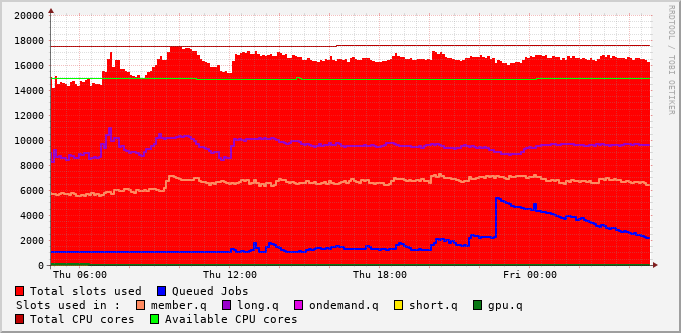 20000
18000
16000
14000
12000
10000
8000
6000
4000
2000
0
Thu 06:00 Thu 12:00 Thu 18:00 Fri 00:00
Total slots used Queued Jobs
Slots used in : member.q long.q ondemand.q short.q gpu.q
Total CPU cores Available CPU cores
RRDTOOL / TOBI OETIKER